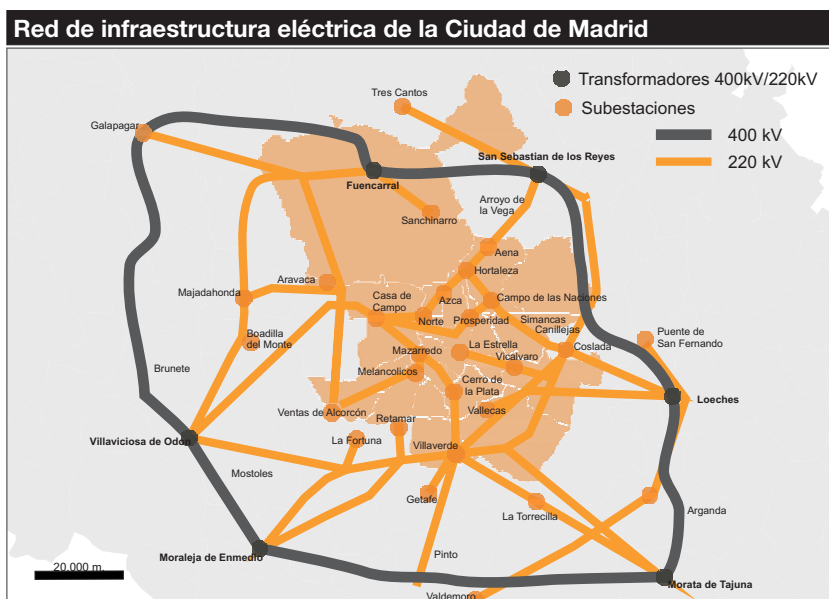 Red de infraestructura eléctrica de la Ciudad de Madrid
Transformadores 400kV/220kV
Subestaciones
400 kV
220 kV
Tres Cantos
Galapagar
San Sebastian de los Reyes
Fuencarral
Arroyo de
la Vega
Sanchinarro
Aena
Hortaleza
Aravaca
Majadahonda
Casa de
Campo
Azca
Campo de las Naciones
Norte
Prosperidad
Simancas
Canillejas
Puente de
San Fernando
Boadilla
del Monte
Mazarredo
La Estrella
Coslada
Vicalvaro
Brunete
Melancolicos
Cerro de
la Plata
Loeches
Ventas de Alcorcón
Retamar
Vallecas
Villaviciosa de Odon
La Fortuna
Villaverde
Mostoles
Getafe
La Torrecilla
Arganda
Moraleja de Enmedio
Pinto
20.000 m.
Morata de Tajuna
Valdemoro